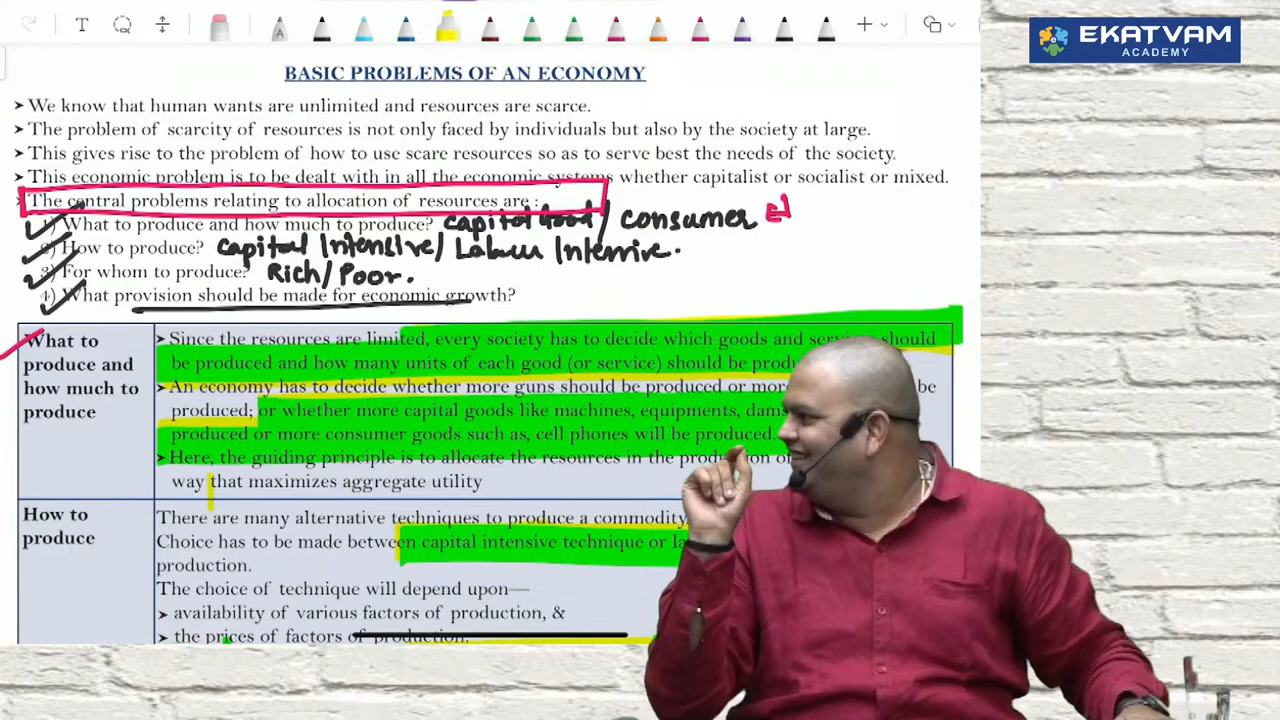 EKATVAM
ACADEMY
BASIC PROBLEMS OF AN ECONOMY
➤ We know that human wants are unlimited and resources are scarce.
➤ The problem of scarcity of resources is not only faced by individuals but also by the society at large.
➤ This gives rise to the problem of how to use scare resources so as to serve best the needs of the society.
➤ This economic problem is to be dealt with in all the economic systems whether capitalist or socialist or mixed.
The central problems relating to allocation of resources are :
What to produce and how much to produce? Capital Good/ Consumer
How to produce? Capital Intensive/ Labour Intensive.
3) For whom to produce? Rich/Poor.
4) What provision should be made for economic growth?
What to produce and how much to produce
➤ Since the resources are limited, every society has to decide which goods and services should
be produced and how many units of each good (or service) should be
➤ An economy has to decide whether more guns should be produced or more be
produced; or whether more capital goods like machines, equipments, dams
produced or more consumer goods such as, cell phones will be produced.
➤ Here, the guiding principle is to allocate the resources in the production of
way that maximizes aggregate utility
How to produce
There are many alternative techniques to produce a commodity
Choice has to be made between capital intensive technique or
production.
The choice of technique will depend upon—
➤ availability of various factors of production, &
➤ the prices of factors of production.